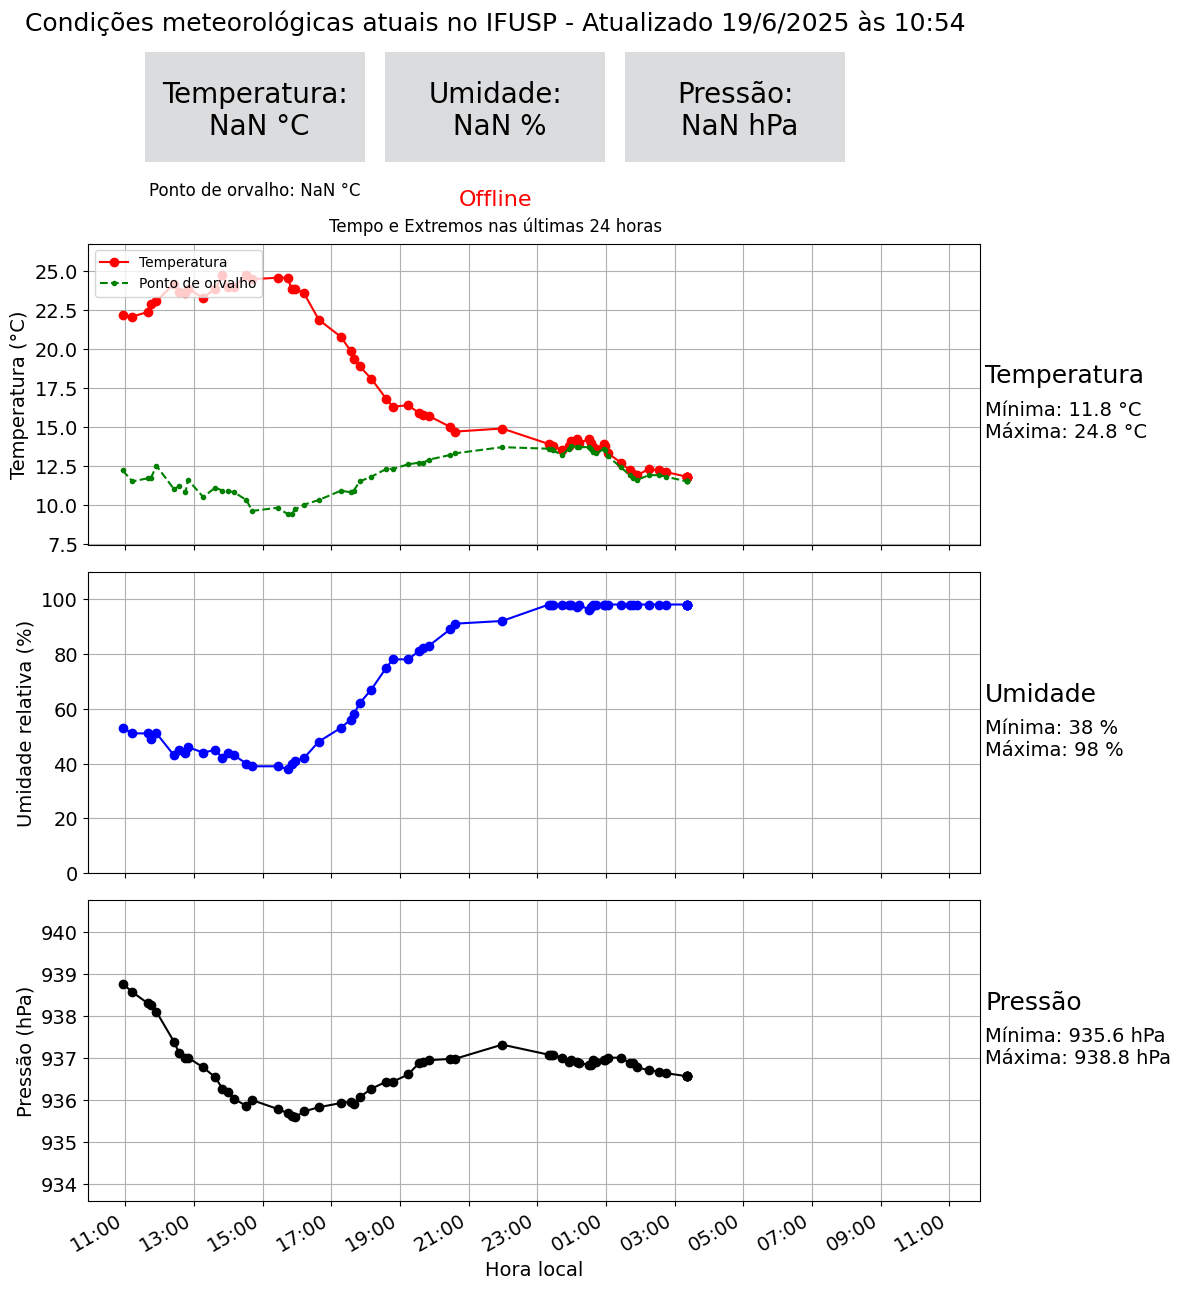 Condições meteorológicas atuais no IFUSP - Atualizado 19/6/2025 às 10:54
Temperatura:
NaN °C
Umidade:
NaN %
Pressão:
NaN hPa
Ponto de orvalho: NaN °C
Offline
Tempo e Extremos nas últimas 24 horas
Temperatura
Ponto de orvalho
Temperatura (°C)
25.0
22.5
20.0
17.5
15.0
12.5
10.0
7.5
Temperatura
Mínima: 11.8 °C
Máxima: 24.8 °C
Umidade relativa (%)
100
80
60
40
20
0
Umidade
Mínima: 38 %
Máxima: 98 %
Pressão (hPa)
940
939
938
937
936
935
934
Pressão
Mínima: 935.6 hPa
Máxima: 938.8 hPa
11:00 13:00 15:00 17:00 19:00 21:00 23:00 01:00 03:00 05:00 07:00 09:00 11:00
Hora local